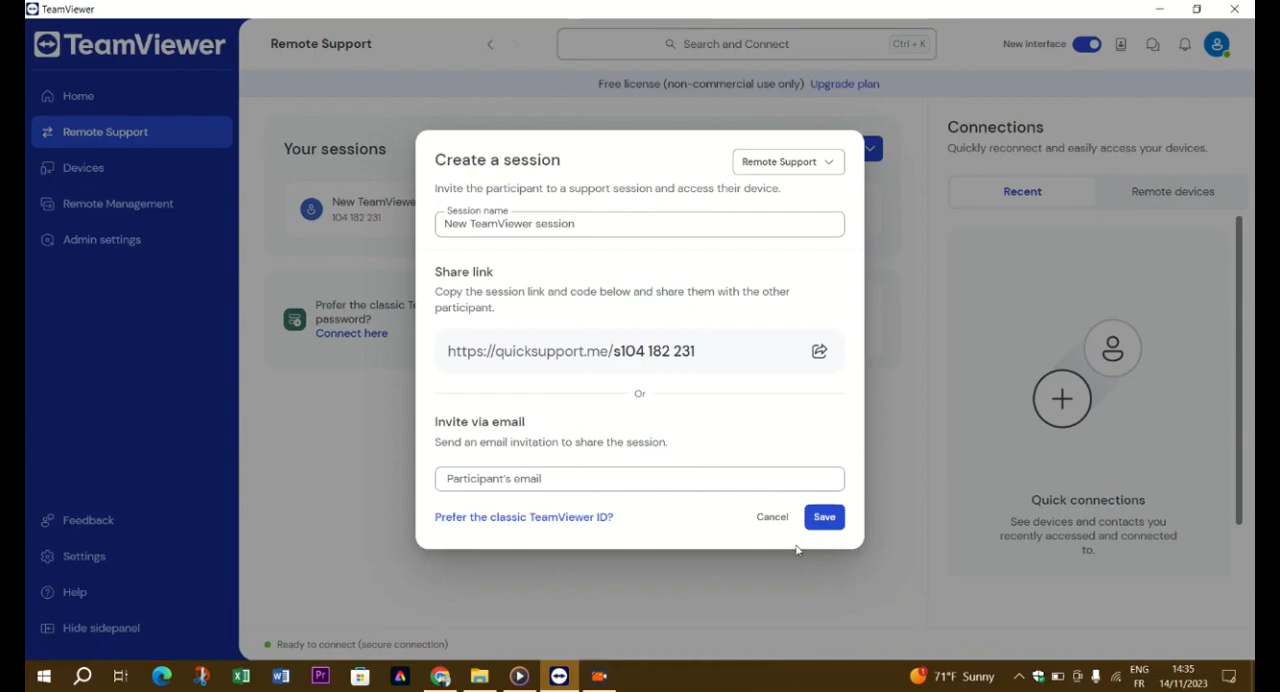 TeamViewer
TeamViewer
Home
Remote Support
Devices
Remote Management
Admin settings
Feedback
Settings
Help
Hide sidepanel
Remote Support
Search and Connect
Ctrl + K
New interface
Free license (non-commercial use only) Upgrade plan
Your sessions
New TeamViewe
104 182 231
Prefer the classic T
password?
Connect here
Create a session
Remote Support
Invite the participant to a support session and access their device.
Session name
New TeamViewer session
Share link
Copy the session link and code below and share them with the other
participant.
https://quicksupport.me/s104 182 231
Or
Invite via email
Send an email invitation to share the session.
Participant's email
Prefer the classic TeamViewer ID?
Cancel
Save
Connections
Quickly reconnect and easily access your devices.
Recent
Remote devices
Quick connections
See devices and contacts you
recently accessed and connected
to.
Ready to connect (secure connection)
71°F Sunny
ENG
FR
14:35
14/11/2023